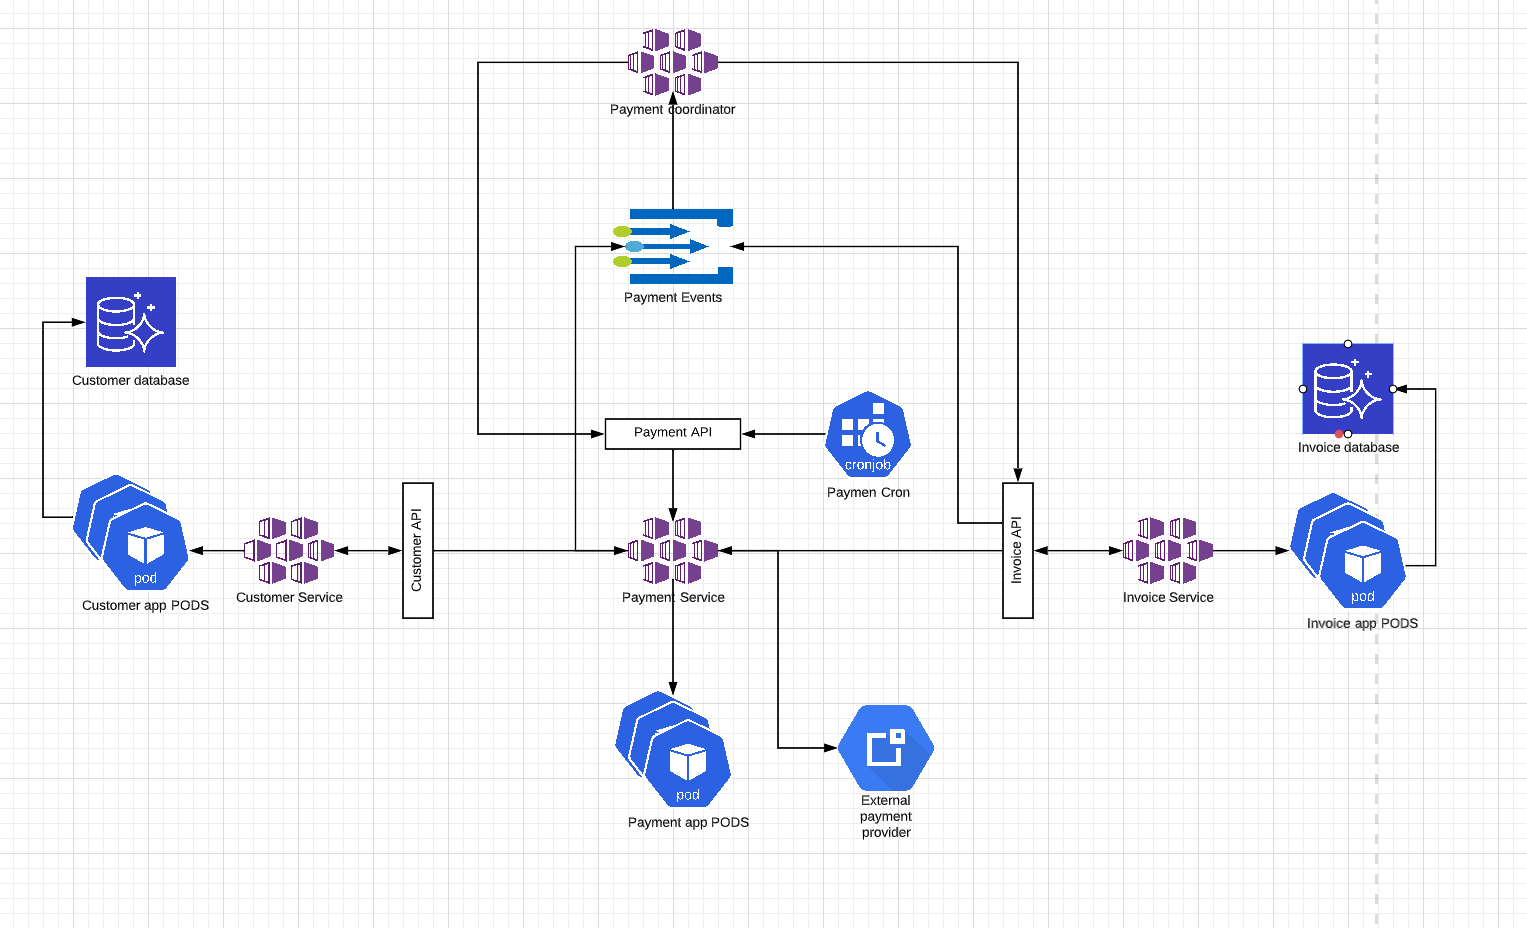 Payment coordinator
Payment Events
Customer database
Payment API
cronjob
Paymen Cron
Invoice database
Customer API
Invoice API
pod
Customer app PODS
Customer Service
Payment Service
Invoice Service
pod
Invoice app PODS
pod
Payment app PODS
External
payment
provider